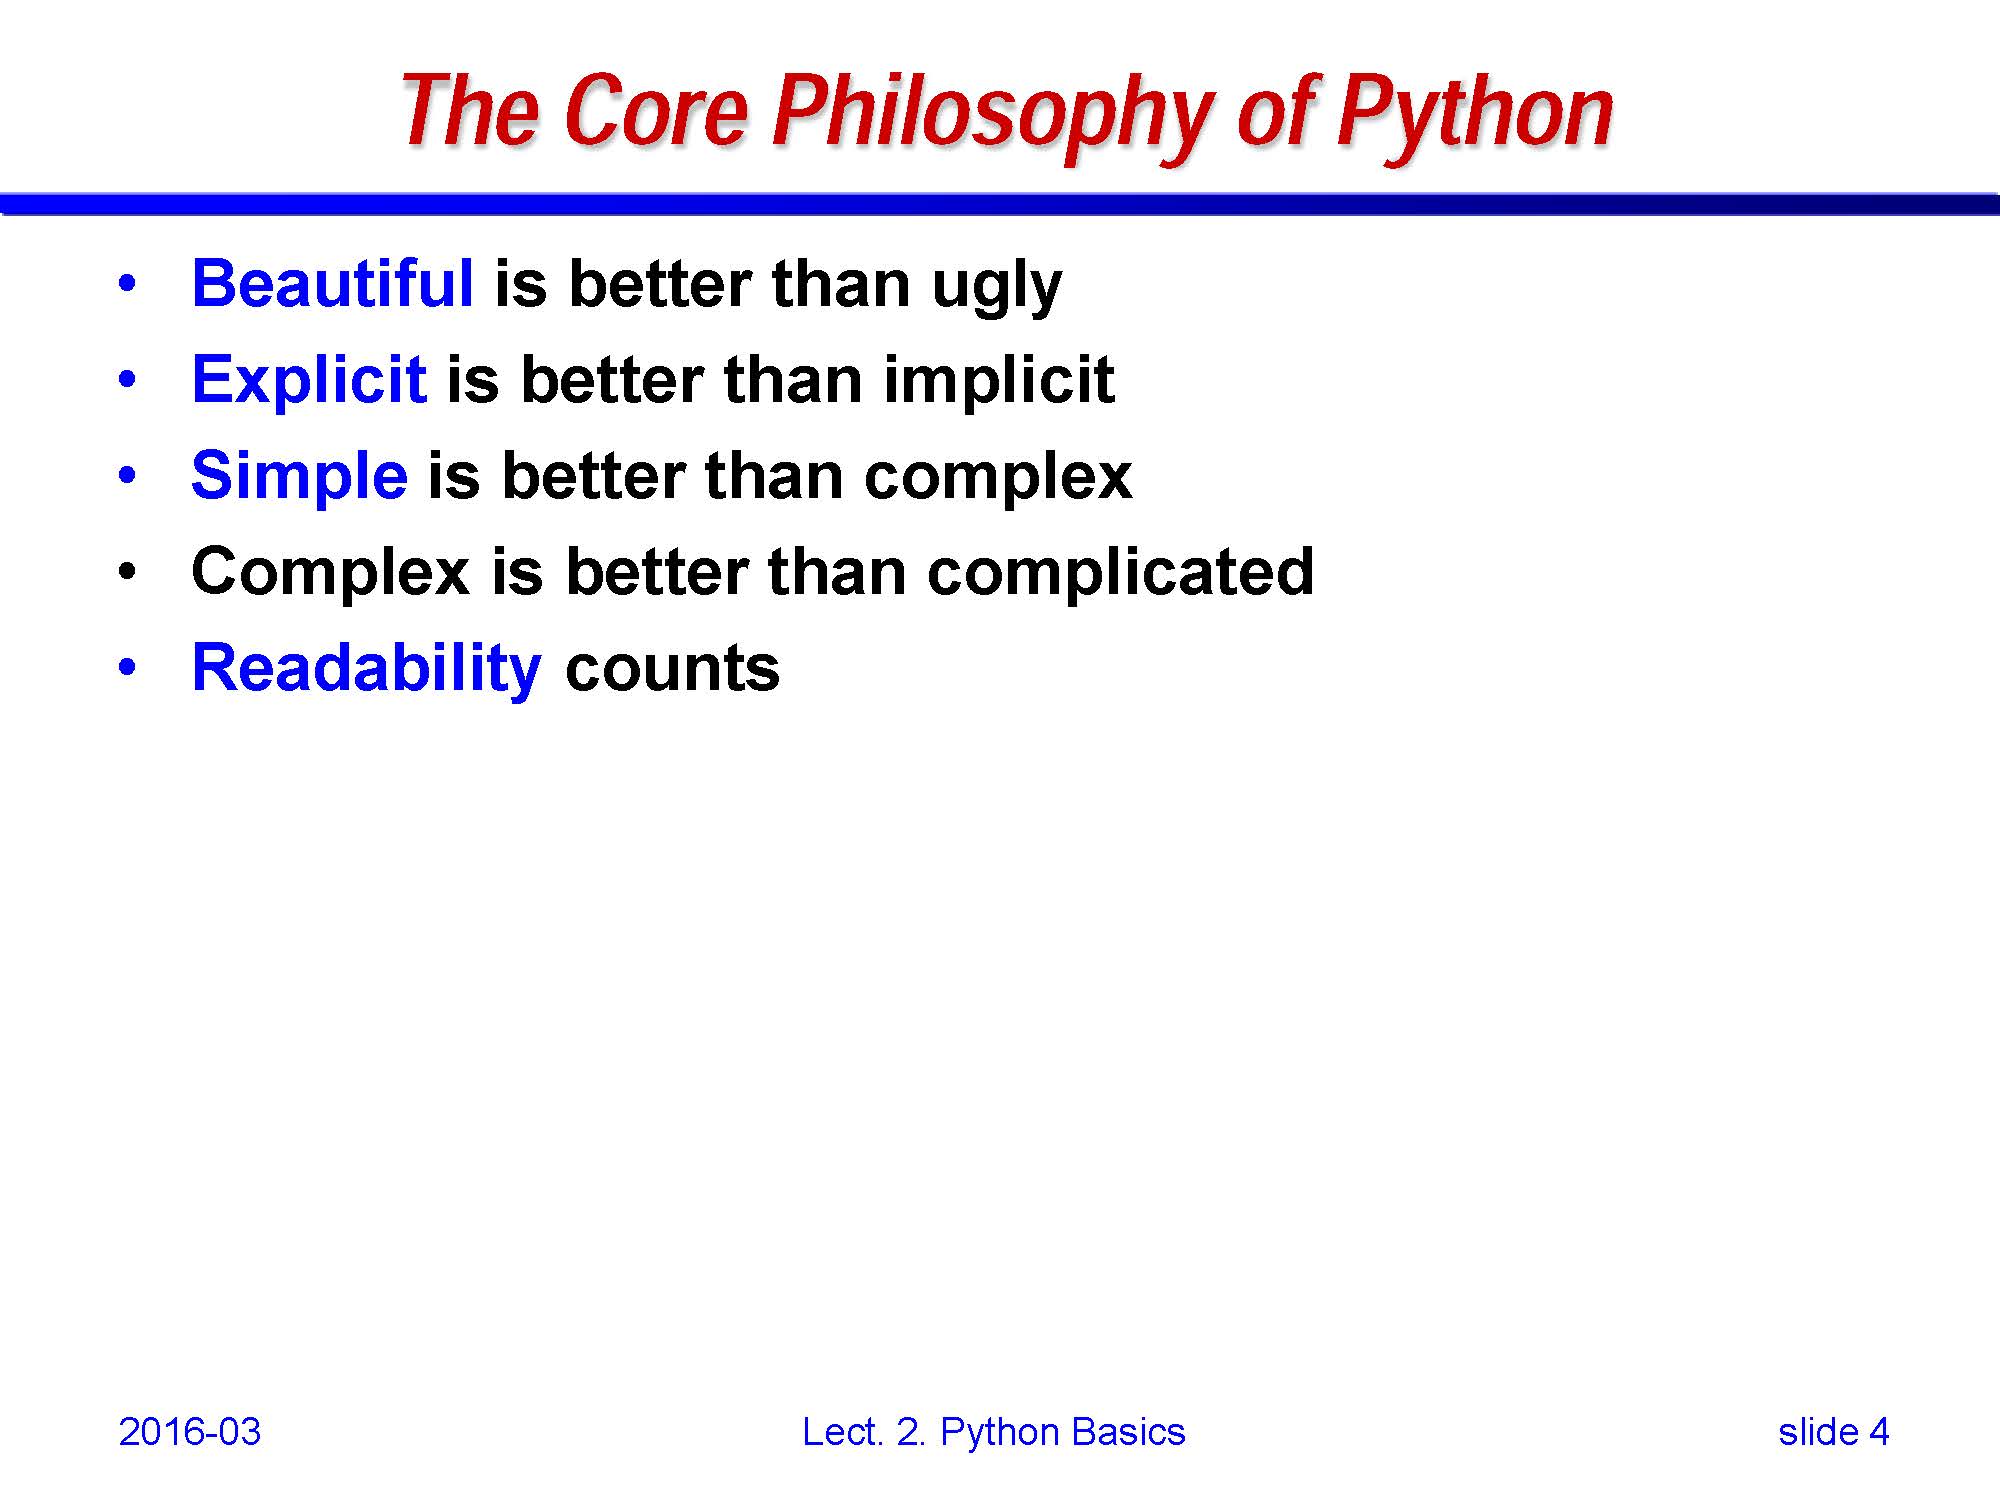 The Core Philosophy of Python
• Beautiful is better than ugly
• Explicit is better than implicit
• Simple is better than complex
• Complex is better than complicated
• Readability counts
2016-03 Lect. 2. Python Basics slide 4